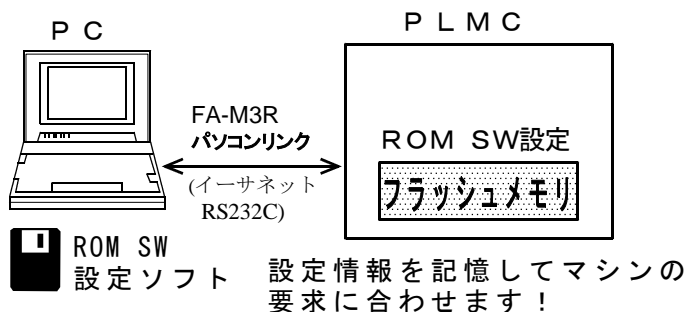 ＰＣ
ＰＬＭＣ
FA-M3R
パソコンリンク
(イーサネット
RS232C)
ＲＯＭ ＳＷ設定
フラッシュメモリ
ROM SW
設定ソフト
設定情報を記憶してマシンの
要求に合わせます！